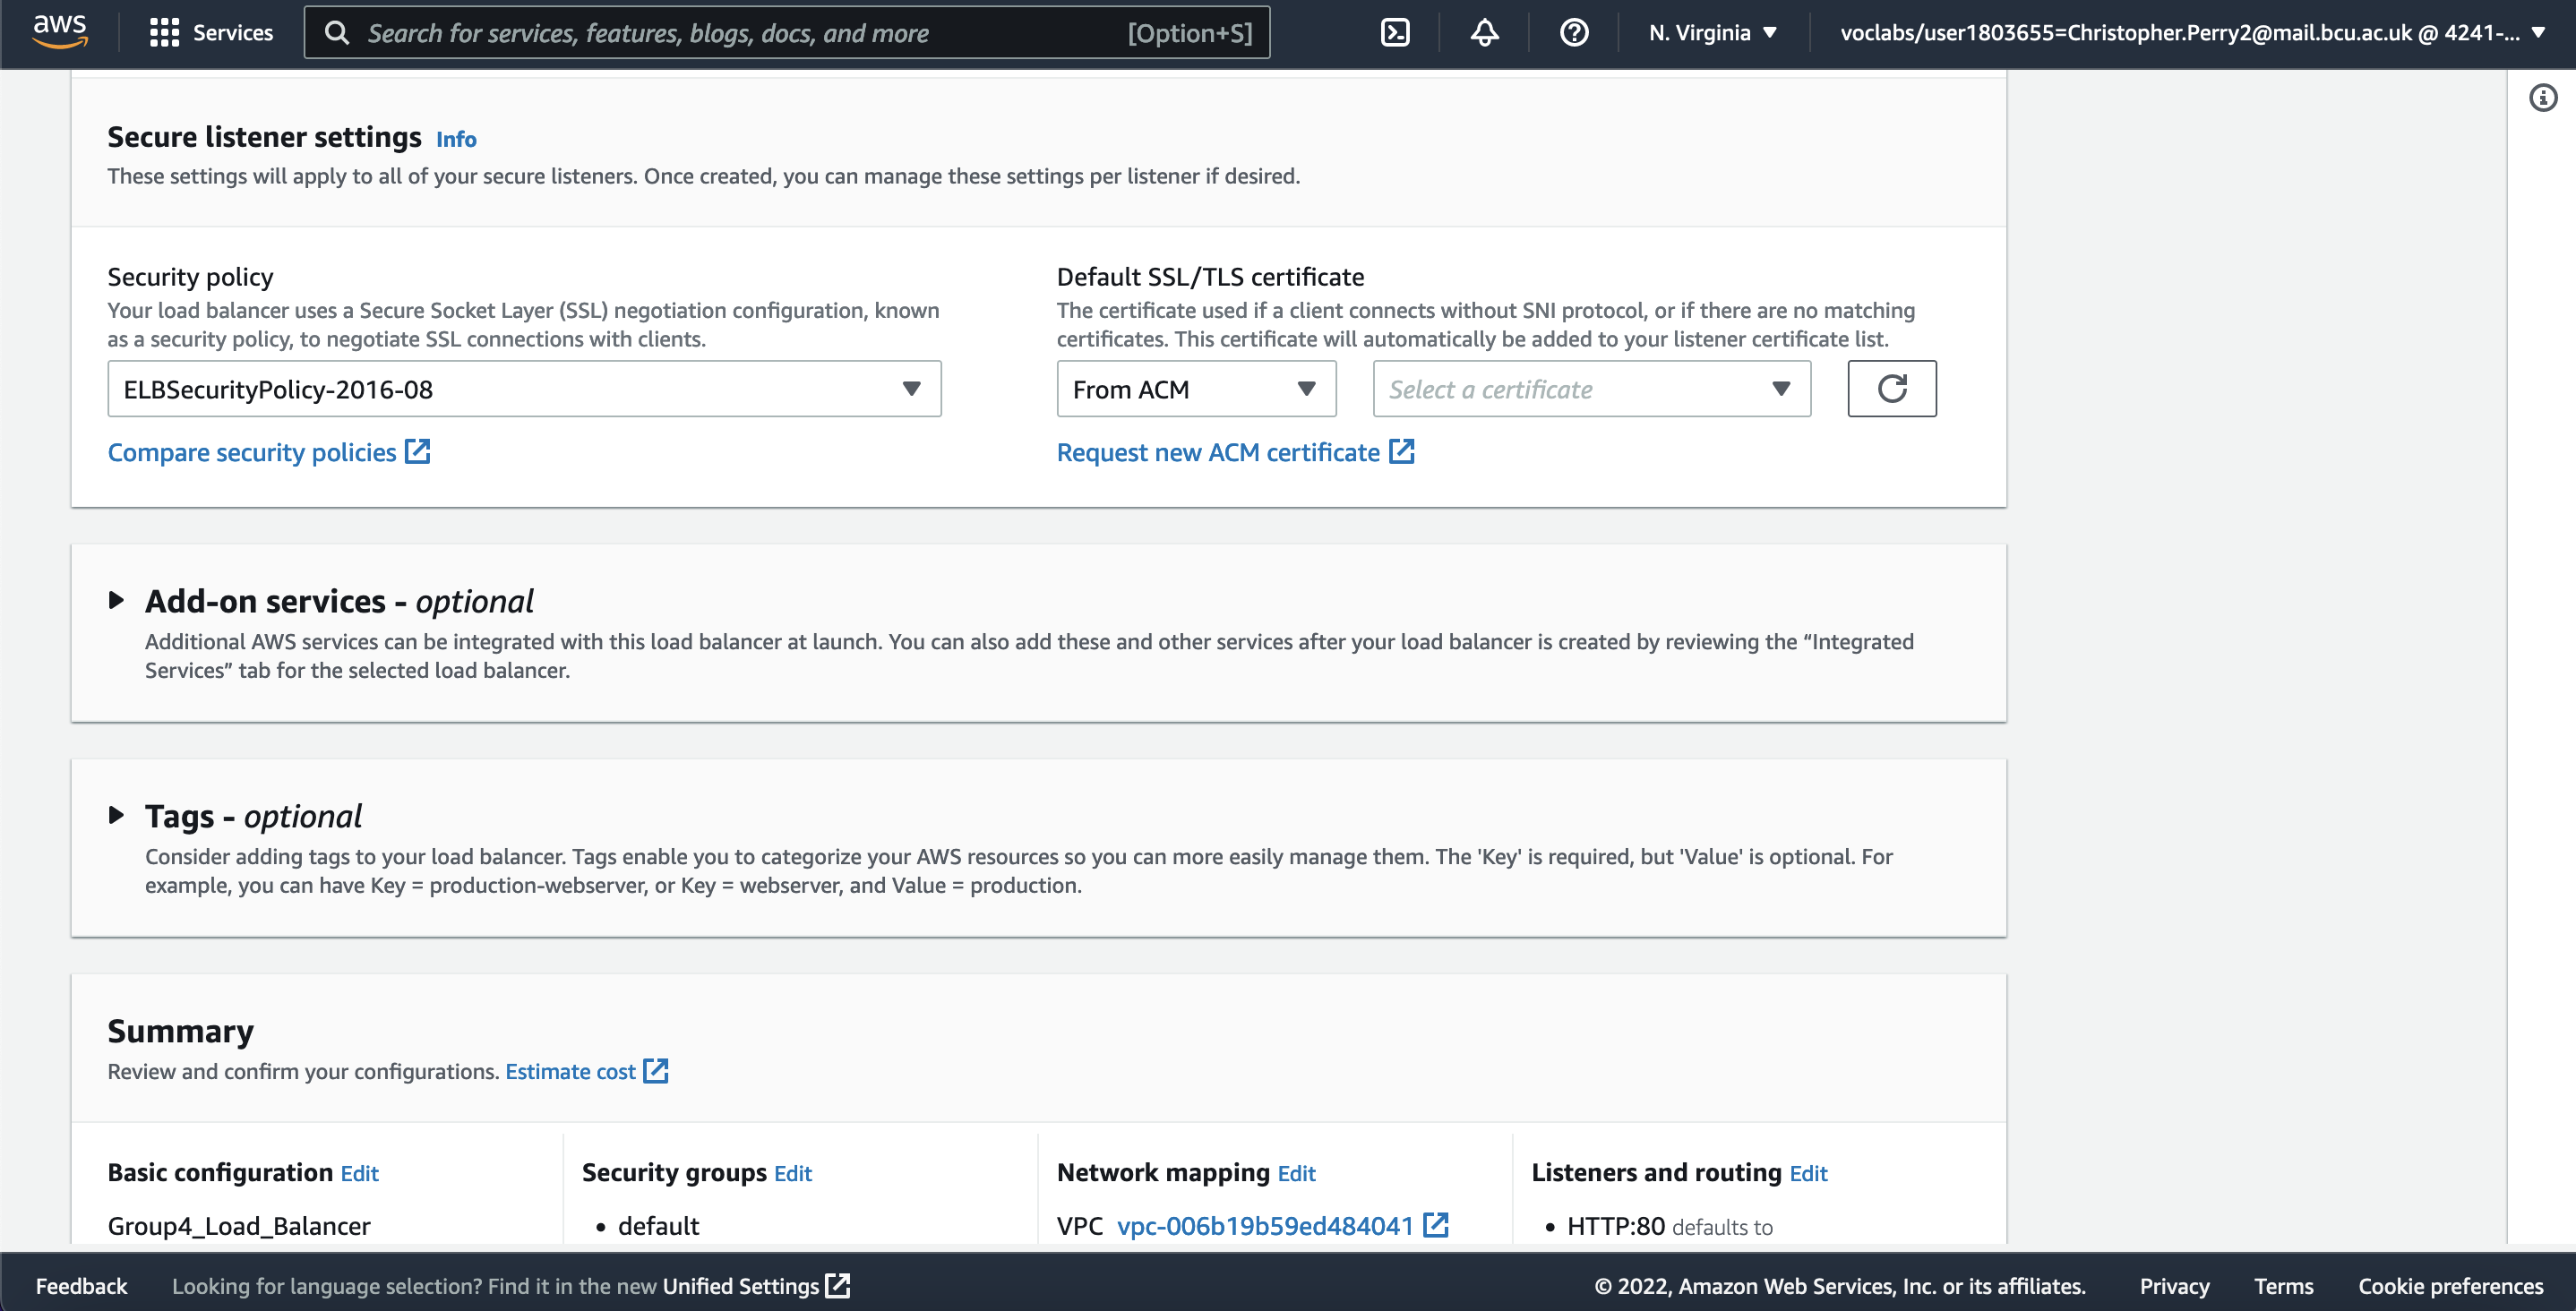 aws
Services
Search for services, features, blogs, docs, and more
[Option+S]
N. Virginia
voclabs/user1803655=Christopher.Perry2@mail.bcu.ac.uk @ 4241-...
Secure listener settings Info
These settings will apply to all of your secure listeners. Once created, you can manage these settings per listener if desired.
Security policy
Your load balancer uses a Secure Socket Layer (SSL) negotiation configuration, known
as a security policy, to negotiate SSL connections with clients.
ELBSecurityPolicy-2016-08
Compare security policies
Default SSL/TLS certificate
The certificate used if a client connects without SNI protocol, or if there are no matching
certificates. This certificate will automatically be added to your listener certificate list.
From ACM
Select a certificate
Request new ACM certificate
Add-on services - optional
Additional AWS services can be integrated with this load balancer at launch. You can also add these and other services after your load balancer is created by reviewing the “Integrated
Services” tab for the selected load balancer.
Tags - optional
Consider adding tags to your load balancer. Tags enable you to categorize your AWS resources so you can more easily manage them. The 'Key' is required, but 'Value' is optional. For
example, you can have Key = production-webserver, or Key = webserver, and Value = production.
Summary
Review and confirm your configurations. Estimate cost
Basic configuration Edit
Group4_Load_Balancer
Security groups Edit
• default
Network mapping Edit
VPC vpc-006b19b59ed484041
Listeners and routing Edit
• HTTP:80 defaults to
Feedback
Looking for language selection? Find it in the new Unified Settings
© 2022, Amazon Web Services, Inc. or its affiliates.
Privacy
Terms
Cookie preferences